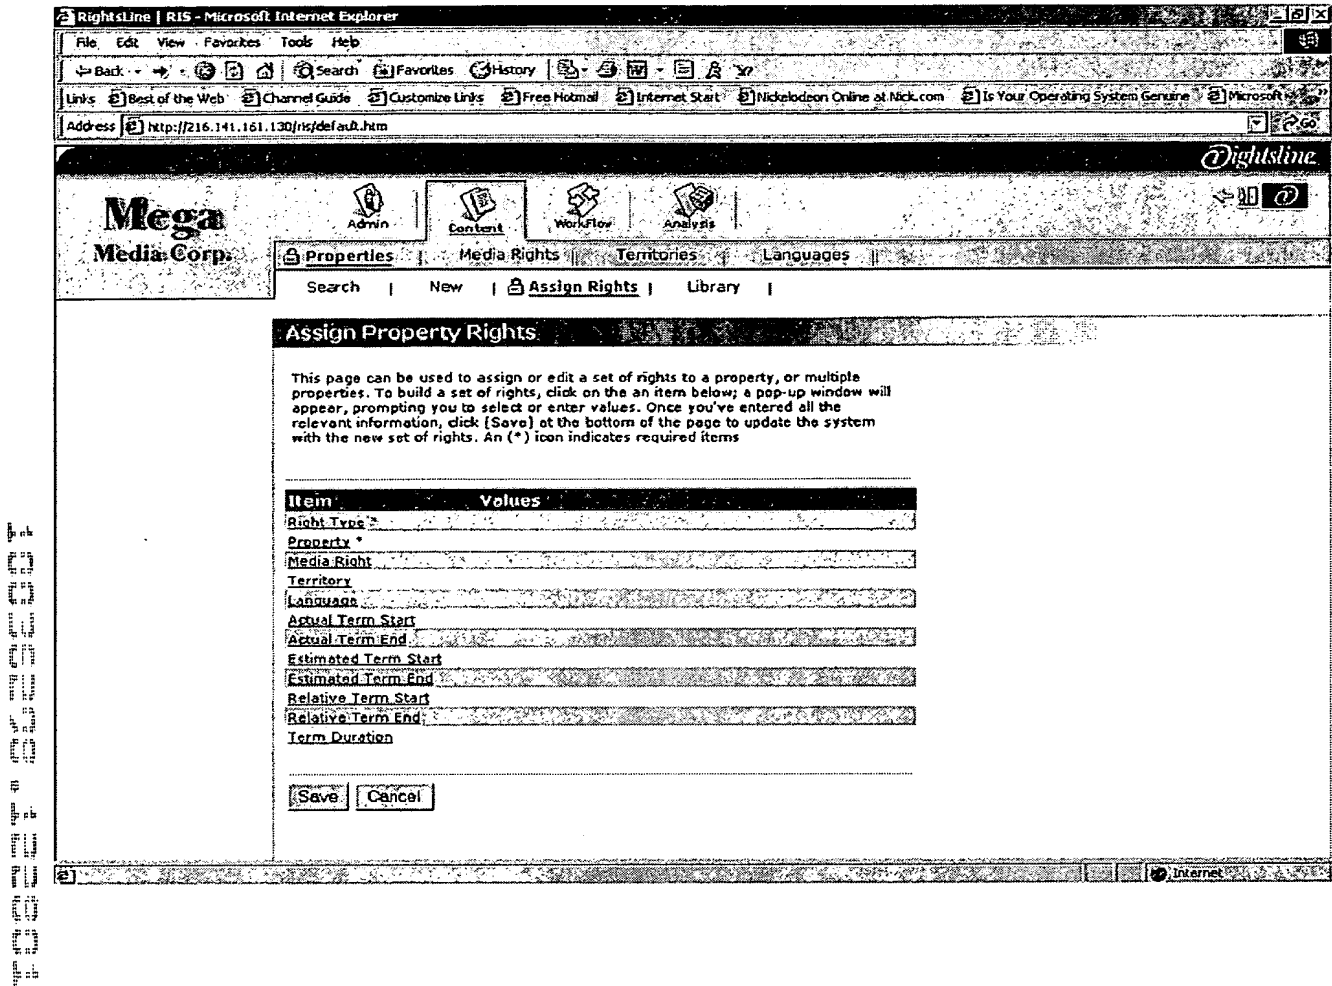 RightsLine | RIS - Microsoft Internet Explorer
File Edit View Favorites Tools Help
Back Search Favorites History
Links Best of the Web Channel Guide Customize Links Free Hotmail Internet Start Nickelodeon Online at Nick.com Is Your Operating System Genuine Microsoft
Address http://216.141.161.130/ris/default.htm Go
Rightsline
Mega
Media Corp.
Admin Content WorkFlow Analysis
Properties | Media Rights || Territories | Languages ||
Search | New | Assign Rights | Library |
Assign Property Rights
This page can be used to assign or edit a set of rights to a property, or multiple
properties. To build a set of rights, click on the an item below; a pop-up window will
appear, prompting you to select or enter values. Once you've entered all the
relevant information, click [Save] at the bottom of the page to update the system
with the new set of rights. An (*) icon indicates required items
Item Values
Right Type *
Property *
Media Right
Territory
Language
Actual Term Start
Actual Term End
Estimated Term Start
Estimated Term End
Relative Term Start
Relative Term End
Term Duration
Save Cancel
Internet